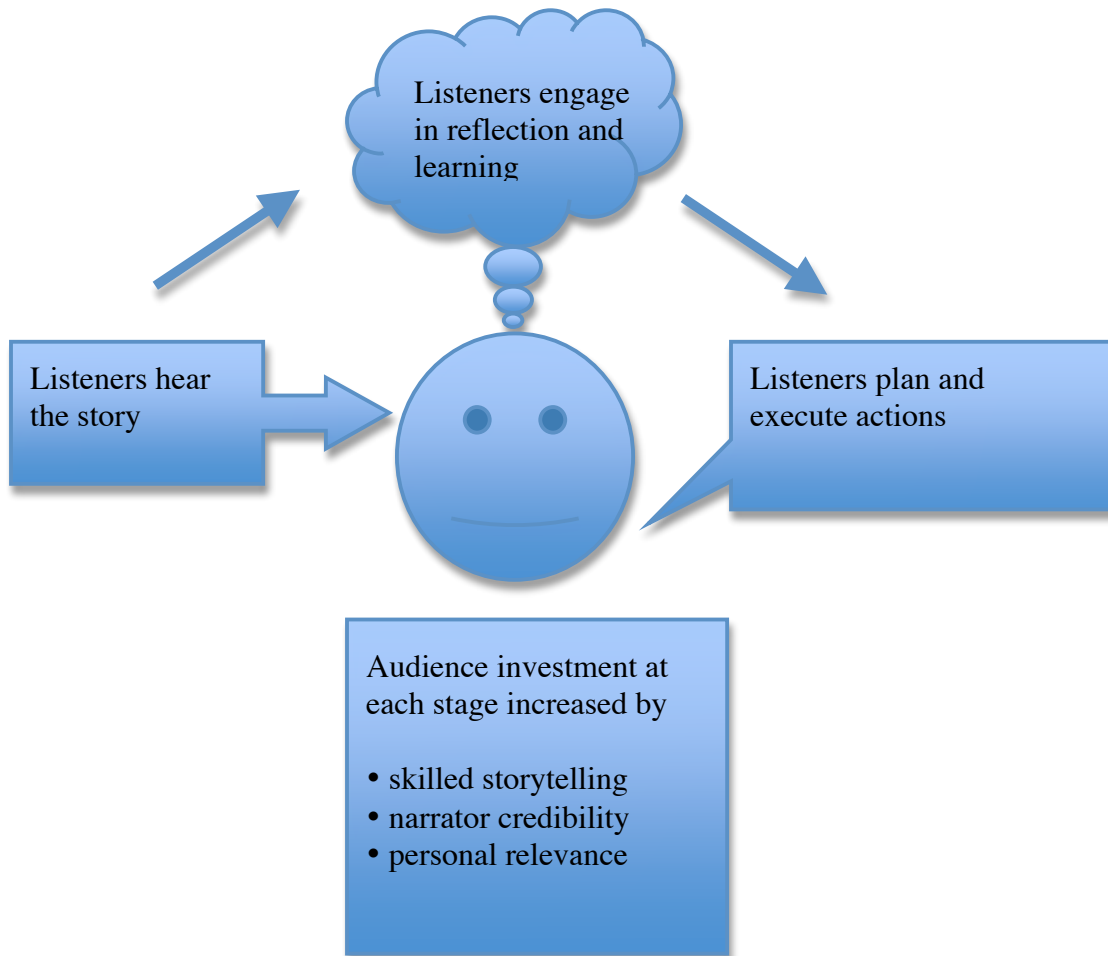 Listeners engage
in reflection and
learning
Listeners hear
the story
Listeners plan and
execute actions
Audience investment at
each stage increased by
• skilled storytelling
• narrator credibility
• personal relevance